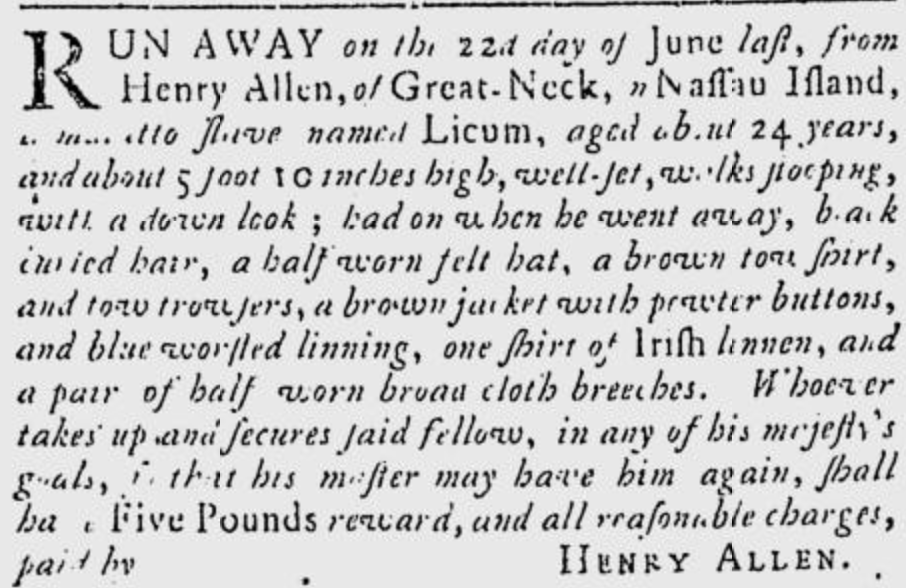 RUN AWAY on the 22d day of June laſt, from
Henry Allen, of Great-Neck, Naſſau Iſland,
ſlave named Licum, aged about 24 years,
and about 5 foot 10 inches high, well-ſet, walks ſtooping,
with a down look ; had on when he went away, black
curled hair, a half worn felt hat, a brown tow ſhirt,
and tow trouſers, a brown jacket with pewter buttons,
and blue worſted linning, one ſhirt of Iriſh linnen, and
a pair of half worn broad cloth breeches. Whoever
takes up and ſecures ſaid fellow, in any of his majeſty's
goals, that his maſter may have him again, ſhall
have Five Pounds reward, and all reaſonable charges,
paid by HENRY ALLEN.